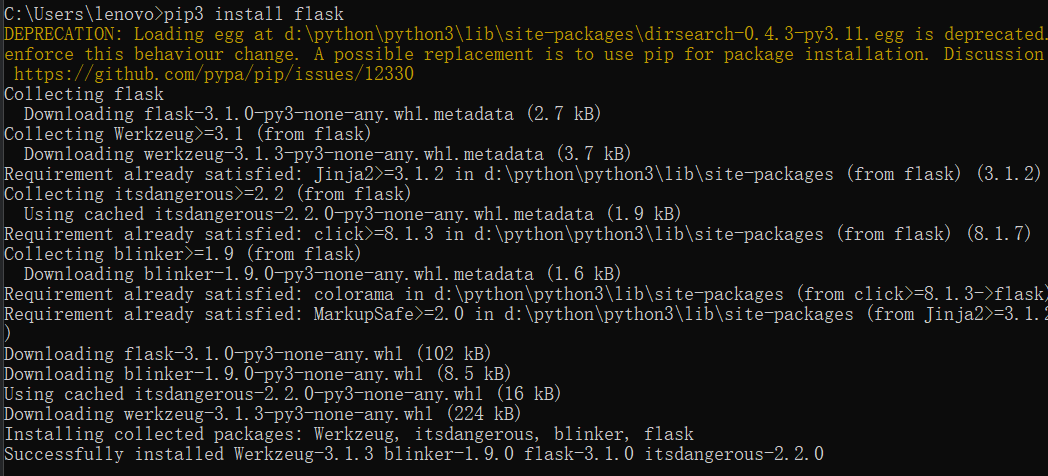 C:\Users\lenovo>pip3 install flask
DEPRECATION: Loading egg at d:\python\python3\lib\site-packages\dirsearch-0.4.3-py3.11.egg is deprecated.
enforce this behaviour change. A possible replacement is to use pip for package installation. Discussion
https://github.com/pypa/pip/issues/12330
Collecting flask
  Downloading flask-3.1.0-py3-none-any.whl.metadata (2.7 kB)
Collecting Werkzeug>=3.1 (from flask)
  Downloading werkzeug-3.1.3-py3-none-any.whl.metadata (3.7 kB)
Requirement already satisfied: Jinja2>=3.1.2 in d:\python\python3\lib\site-packages (from flask) (3.1.2)
Collecting itsdangerous>=2.2 (from flask)
  Using cached itsdangerous-2.2.0-py3-none-any.whl.metadata (1.9 kB)
Requirement already satisfied: click>=8.1.3 in d:\python\python3\lib\site-packages (from flask) (8.1.7)
Collecting blinker>=1.9 (from flask)
  Downloading blinker-1.9.0-py3-none-any.whl.metadata (1.6 kB)
Requirement already satisfied: colorama in d:\python\python3\lib\site-packages (from click>=8.1.3->flask)
Requirement already satisfied: MarkupSafe>=2.0 in d:\python\python3\lib\site-packages (from Jinja2>=3.1.2
)
Downloading flask-3.1.0-py3-none-any.whl (102 kB)
Downloading blinker-1.9.0-py3-none-any.whl (8.5 kB)
Using cached itsdangerous-2.2.0-py3-none-any.whl (16 kB)
Downloading werkzeug-3.1.3-py3-none-any.whl (224 kB)
Installing collected packages: Werkzeug, itsdangerous, blinker, flask
Successfully installed Werkzeug-3.1.3 blinker-1.9.0 flask-3.1.0 itsdangerous-2.2.0